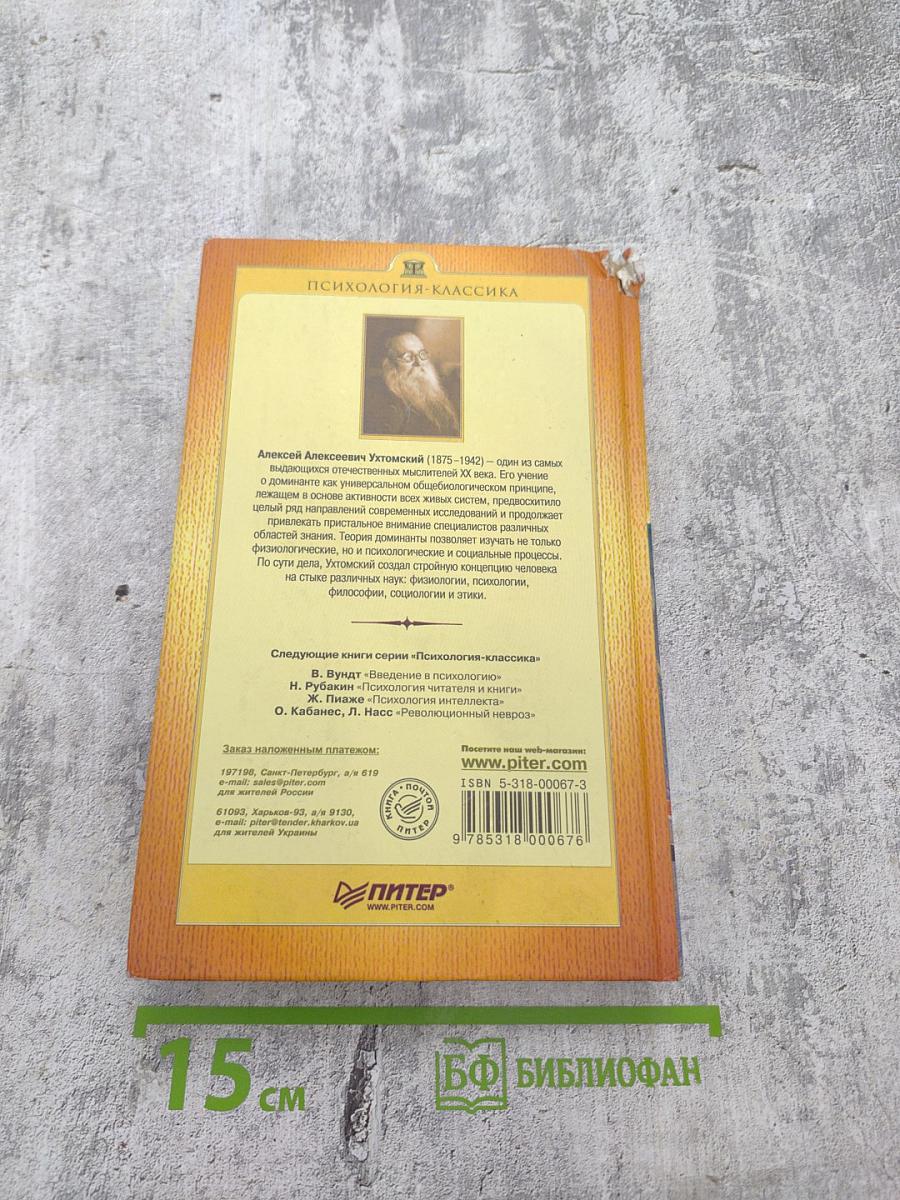 ПСИХОЛОГИЯ-КЛАССИКА
Алексей Алексеевич Ухтомский (1875–1942) — один из самых
выдающихся отечественных мыслителей XX века. Его учение
о доминанте как универсальном общебиологическом принципе,
лежащем в основе активности всех живых систем, предвосхитило
целый ряд направлений современных исследований и продолжает
привлекать пристальное внимание специалистов различных
областей знания. Теория доминанты позволяет изучать не только
физиологические, но и психологические и социальные процессы.
По сути дела, Ухтомский создал стройную концепцию человека
на стыке различных наук: физиологии, психологии,
философии, социологии и этики.
Следующие книги серии «Психология-классика»
В. Вундт «Введение в психологию»
Н. Рубакин «Психология читателя и книги»
Ж. Пиаже «Психология интеллекта»
О. Кабанес, Л. Насс «Революционный невроз»
Заказ наложенным платежом:
197198, Санкт-Петербург, а/я 619
e-mail: sales@piter.com
для жителей России
61093, Харьков-93, а/я 9130,
e-mail: piter@tender.kharkov.ua
для жителей Украины
КНИГА • ПОЧТОЙ
ПИТЕР
Посетите наш web-магазин:
www.piter.com
ISBN 5-318-00067-3
9 785318 000676
ПИТЕР®
WWW.PITER.COM
15 см
БФ БИБЛИОФАН